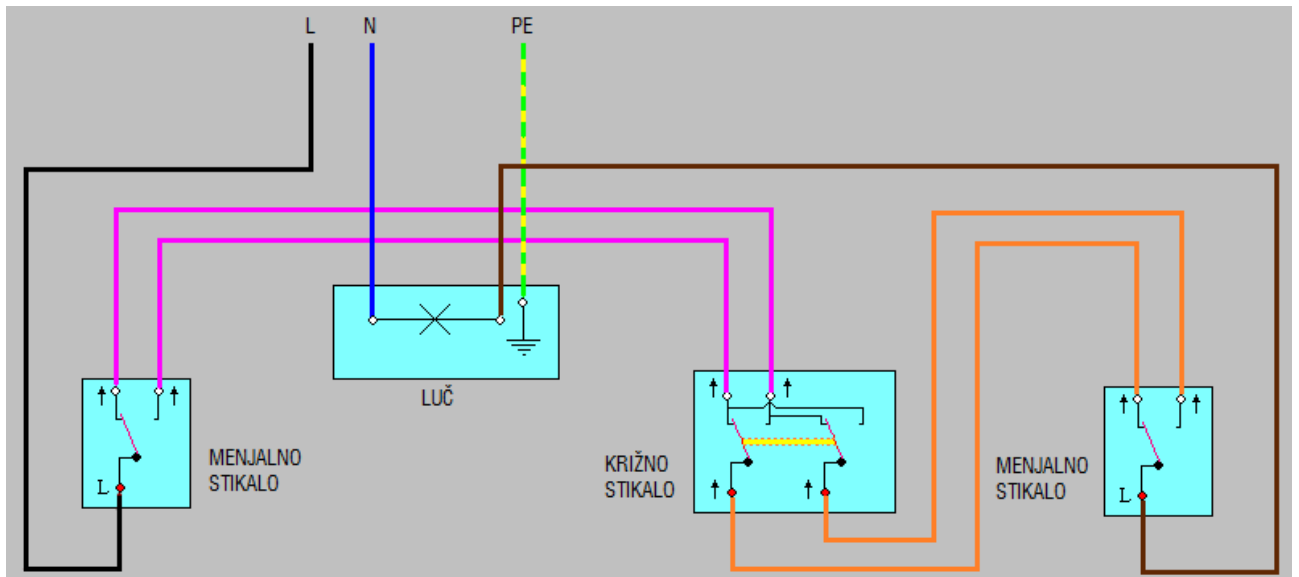 L N PE
LUČ
MENJALNO
STIKALO
L
KRIŽNO
STIKALO
MENJALNO
STIKALO
L